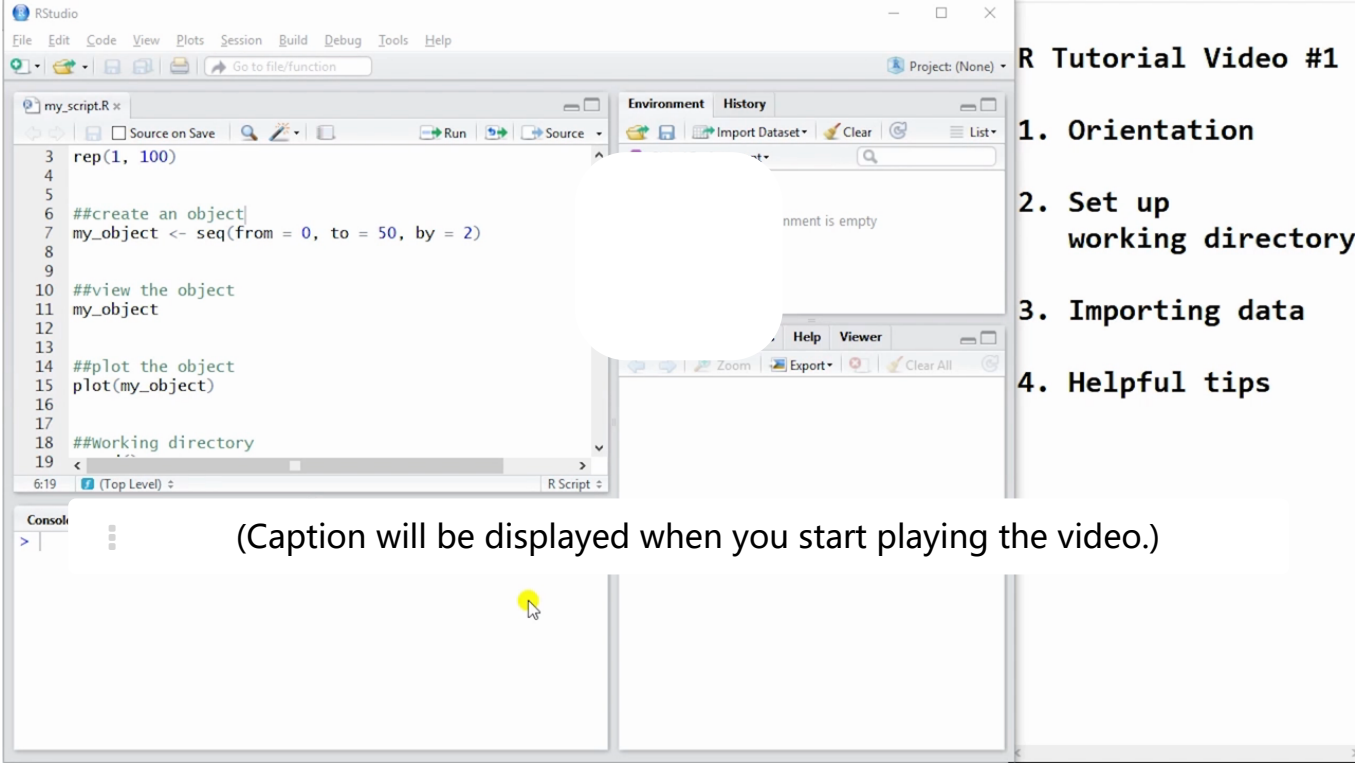 RStudio
File Edit Code View Plots Session Build Debug Tools Help
Go to file/function
Project: (None)
my_script.R
Source on Save
Run
Source
3 rep(1, 100)
4
5
6 ##create an object
7 my_object <- seq(from = 0, to = 50, by = 2)
8
9
10 ##view the object
11 my_object
12
13
14 ##plot the object
15 plot(my_object)
16
17
18 ##Working directory
19
6:19 (Top Level) R Script
>
Environment History
Import Dataset Clear List
is empty
Help Viewer
Zoom Export Clear All
(Caption will be displayed when you start playing the video.)
R Tutorial Video #1
1. Orientation
2. Set up
working directory
3. Importing data
4. Helpful tips